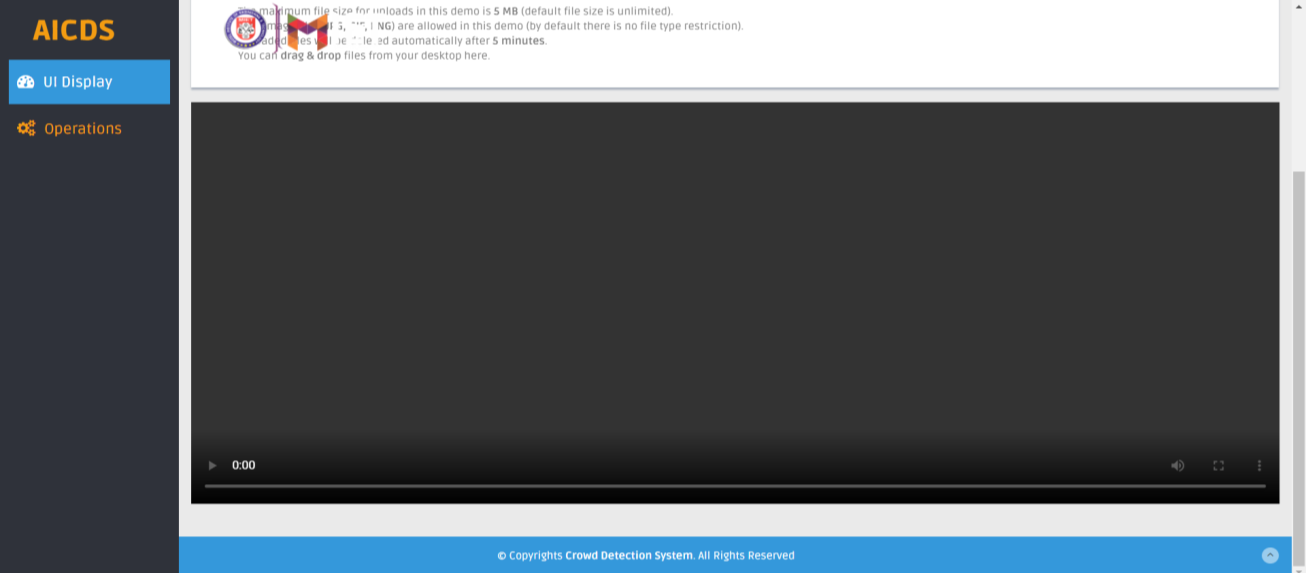 AICDS
UI Display
Operations
maximum file size for uploads in this demo is 5 MB (default file size is unlimited).
NG) are allowed in this demo (by default there is no file type restriction).
automatically after 5 minutes.
You can drag & drop files from your desktop here.
0:00
© Copyrights Crowd Detection System. All Rights Reserved